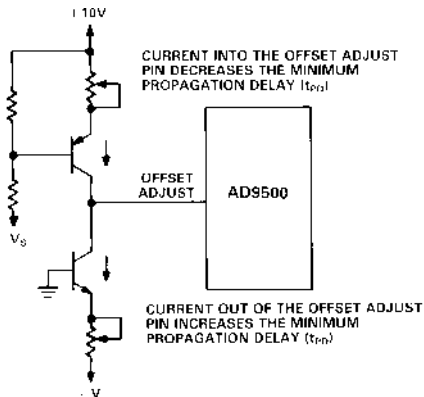 +10V
CURRENT INTO THE OFFSET ADJUST
PIN DECREASES THE MINIMUM
PROPAGATION DELAY (tPD)
OFFSET
ADJUST
AD9500
VS
CURRENT OUT OF THE OFFSET ADJUST
PIN INCREASES THE MINIMUM
PROPAGATION DELAY (tPD)